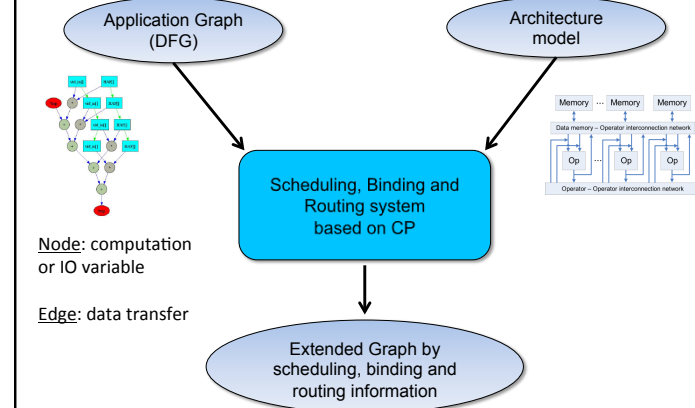 Application Graph
(DFG)
Architecture
model
Memory ... Memory Memory
Data memory – Operator interconnection network
Op ... Op Op
Operator – Operator interconnection network
Scheduling, Binding and
Routing system
based on CP
Node: computation
or IO variable
Edge: data transfer
Extended Graph by
scheduling, binding and
routing information